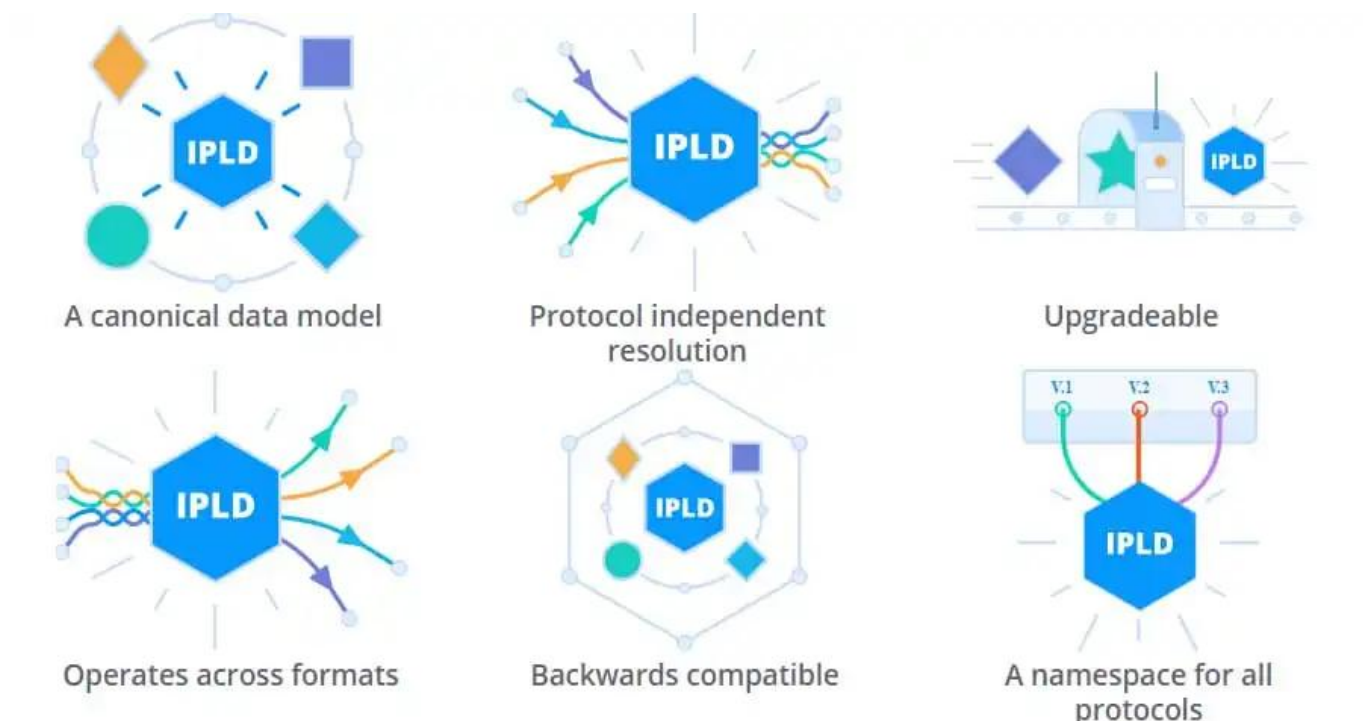 IPLD
IPLD
IPLD
A canonical data model
Protocol independent
resolution
Upgradeable
V.1 V.2 V.3
IPLD
IPLD
IPLD
Operates across formats
Backwards compatible
A namespace for all
protocols